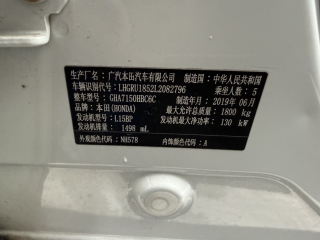 生产厂名：广汽本田汽车有限公司 制造国：中华人民共和国
车辆识别代号：LHGRU1852L2082796 乘坐人数：5
整车型号：GHA7150HBC6C 制造年月：2019年06月
品牌：本田(HONDA) 最大允许总质量：1800 kg
发动机型号：L15BP 发动机最大净功率：130 kW
发动机排量：1498 mL
外观颜色代号：NH578 内饰颜色代号：A